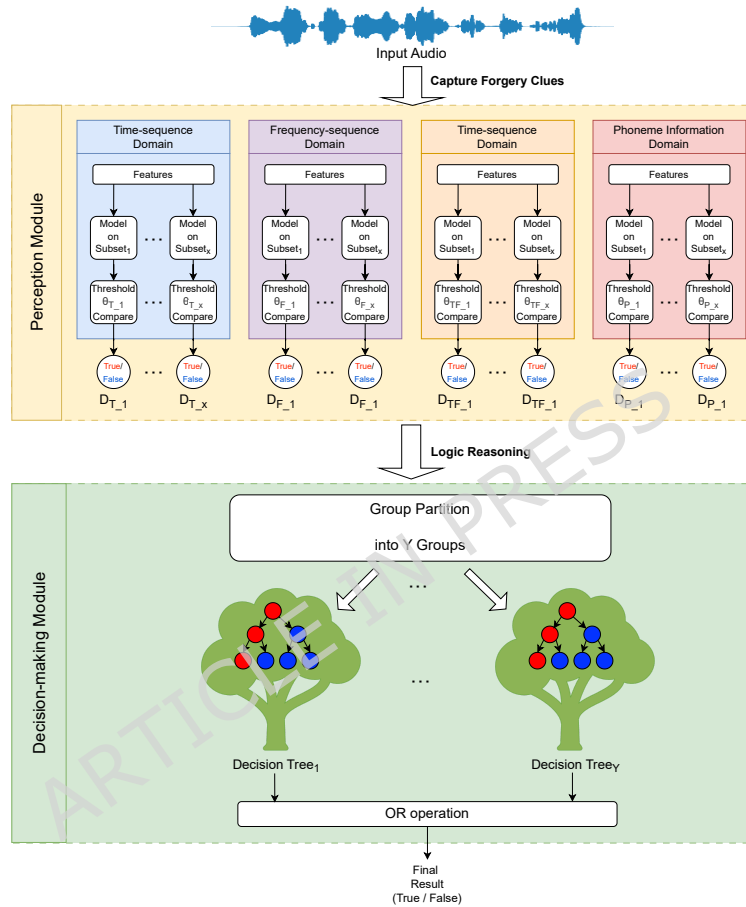 Input Audio
Capture Forgery Clues
Perception Module
Time-sequence
Domain
Features
Model
on
Subset1
...
Model
on
Subsetx
Threshold
θT_1
Compare
...
Threshold
θT_x
Compare
True/
False
...
True/
False
DT_1
DT_x
Frequency-sequence
Domain
Features
Model
on
Subset1
...
Model
on
Subsetx
Threshold
θF_1
Compare
...
Threshold
θF_x
Compare
True/
False
...
True/
False
DF_1
DF_1
Time-sequence
Domain
Features
Model
on
Subset1
...
Model
on
Subsetx
Threshold
θTF_1
Compare
...
Threshold
θTF_x
Compare
True/
False
...
True/
False
DTF_1
DTF_1
Phoneme Information
Domain
Features
Model
on
Subset1
...
Model
on
Subsetx
Threshold
θP_1
Compare
...
Threshold
θP_x
Compare
True/
False
...
True/
False
DP_1
DP_1
Logic Reasoning
Decision-making Module
Group Partition
into Y Groups
...
...
Decision Tree1
Decision TreeY
OR operation
Final
Result
(True / False)
ARTICLE IN PRESS